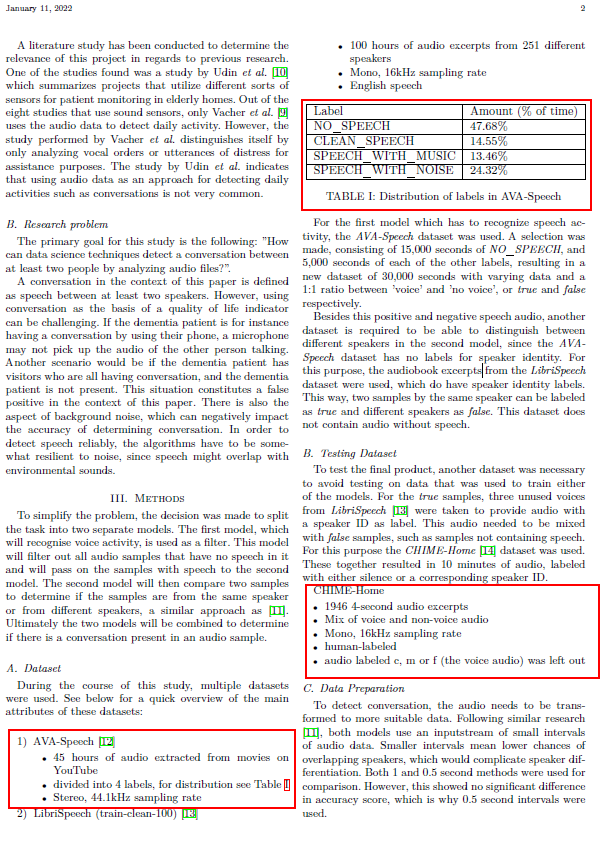 January 11, 2022
2
A literature study has been conducted to determine the
relevance of this project in regards to previous research.
One of the studies found was a study by Udin et al. [10]
which summarizes projects that utilize different sorts of
sensors for patient monitoring in elderly homes. Out of the
eight studies that use sound sensors, only Vacher et al. [9]
uses the audio data to detect daily activity. However, the
study performed by Vacher et al. distinguishes itself by
only analyzing vocal orders or utterances of distress for
assistance purposes. The study by Udin et al. indicates
that using audio data as an approach for detecting daily
activities such as conversations is not very common.
B. Research problem
The primary goal for this study is the following: "How
can data science techniques detect a conversation between
at least two people by analyzing audio files?".
A conversation in the context of this paper is defined
as speech between at least two speakers. However, using
conversation as the basis of a quality of life indicator
can be challenging. If the dementia patient is for instance
having a conversation by using their phone, a microphone
may not pick up the audio of the other person talking.
Another scenario would be if the dementia patient has
visitors who are all having conversation, and the dementia
patient is not present. This situation constitutes a false
positive in the context of this paper. There is also the
aspect of background noise, which can negatively impact
the accuracy of determining conversation. In order to
detect speech reliably, the algorithms have to be some-
what resilient to noise, since speech might overlap with
environmental sounds.
III. Methods
To simplify the problem, the decision was made to split
the task into two separate models. The first model, which
will recognise voice activity, is used as a filter. This model
will filter out all audio samples that have no speech in it
and will pass on the samples with speech to the second
model. The second model will then compare two samples
to determine if the samples are from the same speaker
or from different speakers, a similar approach as [11].
Ultimately the two models will be combined to determine
if there is a conversation present in an audio sample.
A. Dataset
During the course of this study, multiple datasets
were used. See below for a quick overview of the main
attributes of these datasets:
1) AVA-Speech [12]
• 45 hours of audio extracted from movies on
YouTube
• divided into 4 labels, for distribution see Table I
• Stereo, 44.1kHz sampling rate
2) LibriSpeech (train-clean-100) [13]
• 100 hours of audio excerpts from 251 different
speakers
• Mono, 16kHz sampling rate
• English speech
Label Amount (% of time)
NO_SPEECH 47.68%
CLEAN_SPEECH 14.55%
SPEECH_WITH_MUSIC 13.46%
SPEECH_WITH_NOISE 24.32%
TABLE I: Distribution of labels in AVA-Speech
For the first model which has to recognize speech ac-
tivity, the AVA-Speech dataset was used. A selection was
made, consisting of 15,000 seconds of NO_SPEECH, and
5,000 seconds of each of the other labels, resulting in a
new dataset of 30,000 seconds with varying data and a
1:1 ratio between 'voice' and 'no voice', or true and false
respectively.
Besides this positive and negative speech audio, another
dataset is required to be able to distinguish between
different speakers in the second model, since the AVA-
Speech dataset has no labels for speaker identity. For
this purpose, the audiobook excerpts from the LibriSpeech
dataset were used, which do have speaker identity labels.
This way, two samples by the same speaker can be labeled
as true and different speakers as false. This dataset does
not contain audio without speech.
B. Testing Dataset
To test the final product, another dataset was necessary
to avoid testing on data that was used to train either
of the models. For the true samples, three unused voices
from LibriSpeech [13] were taken to provide audio with
a speaker ID as label. This audio needed to be mixed
with false samples, such as samples not containing speech.
For this purpose the CHIME-Home [14] dataset was used.
These together resulted in 10 minutes of audio, labeled
with either silence or a corresponding speaker ID.
CHIME-Home
• 1946 4-second audio excerpts
• Mix of voice and non-voice audio
• Mono, 16kHz sampling rate
• human-labeled
• audio labeled c, m or f (the voice audio) was left out
C. Data Preparation
To detect conversation, the audio needs to be trans-
formed to more suitable data. Following similar research
[11], both models use an inputstream of small intervals
of audio data. Smaller intervals mean lower chances of
overlapping speakers, which would complicate speaker dif-
ferentiation. Both 1 and 0.5 second methods were used for
comparison. However, this showed no significant difference
in accuracy score, which is why 0.5 second intervals were
used.